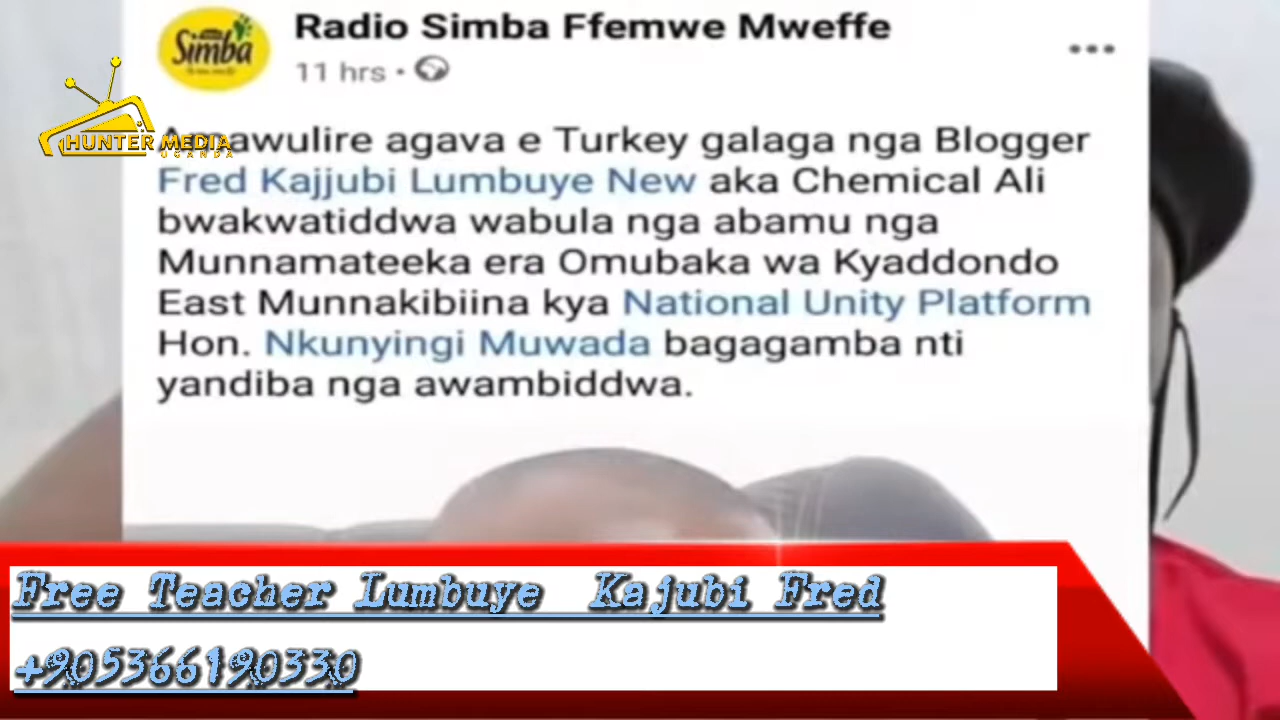 Simba
Radio Simba Ffemwe Mweffe
11 hrs
HUNTER MEDIA
UGANDA
agava e Turkey galaga nga Blogger
Fred Kajjubi Lumbuye New aka Chemical Ali
bwakwatiddwa wabula nga abamu nga
Munnamateeka era Omubaka wa Kyaddondo
East Munnakibiina kya National Unity Platform
Hon. Nkunyingi Muwada bagagamba nti
yandiba nga awambiddwa.
Free Teacher Lumbuye Kajubi Fred
+905366190330